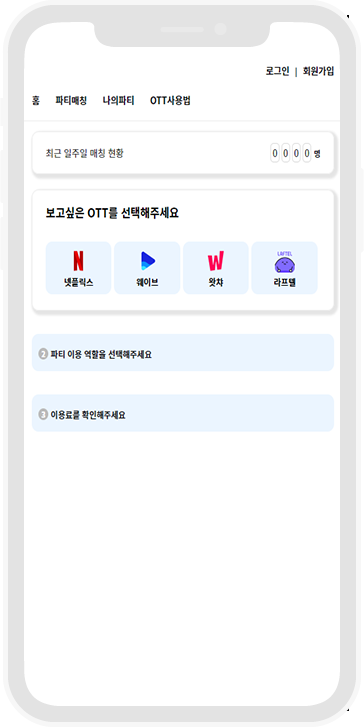 로그인 | 회원가입
홈 파티매칭 나의파티 OTT사용법
최근 일주일 매칭 현황 0 0 0 0 명
보고싶은 OTT를 선택해주세요
LAFTEL
넷플릭스 웨이브 왓챠 라프텔
2 파티 이용 역할을 선택해주세요
3 이용료를 확인해주세요